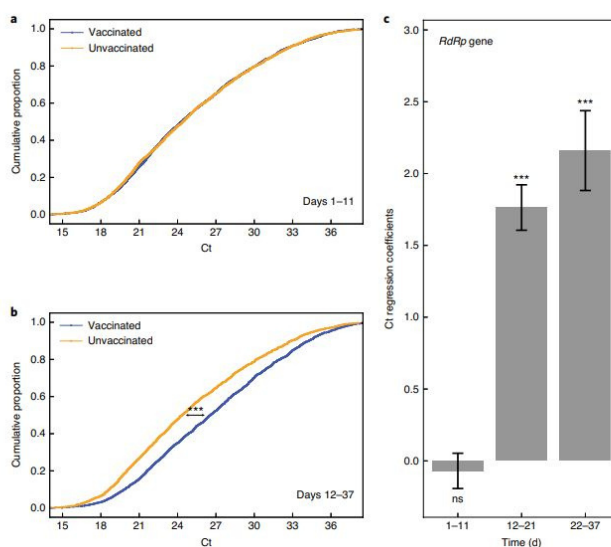 a
Vaccinated
Unvaccinated
1.0
0.8
0.6
0.4
0.2
0.0
Cumulative proportion
Days 1–11
15 18 21 24 27 30 33 36
Ct
b
Vaccinated
Unvaccinated
1.0
0.8
0.6
0.4
0.2
0
Cumulative proportion
***
Days 12–37
15 18 21 24 27 30 33 36
Ct
c
RdRp gene
3.0
2.5
2.0
1.5
1.0
0.5
0.0
Ct regression coefficients
***
***
ns
1–11 12–21 22–37
Time (d)